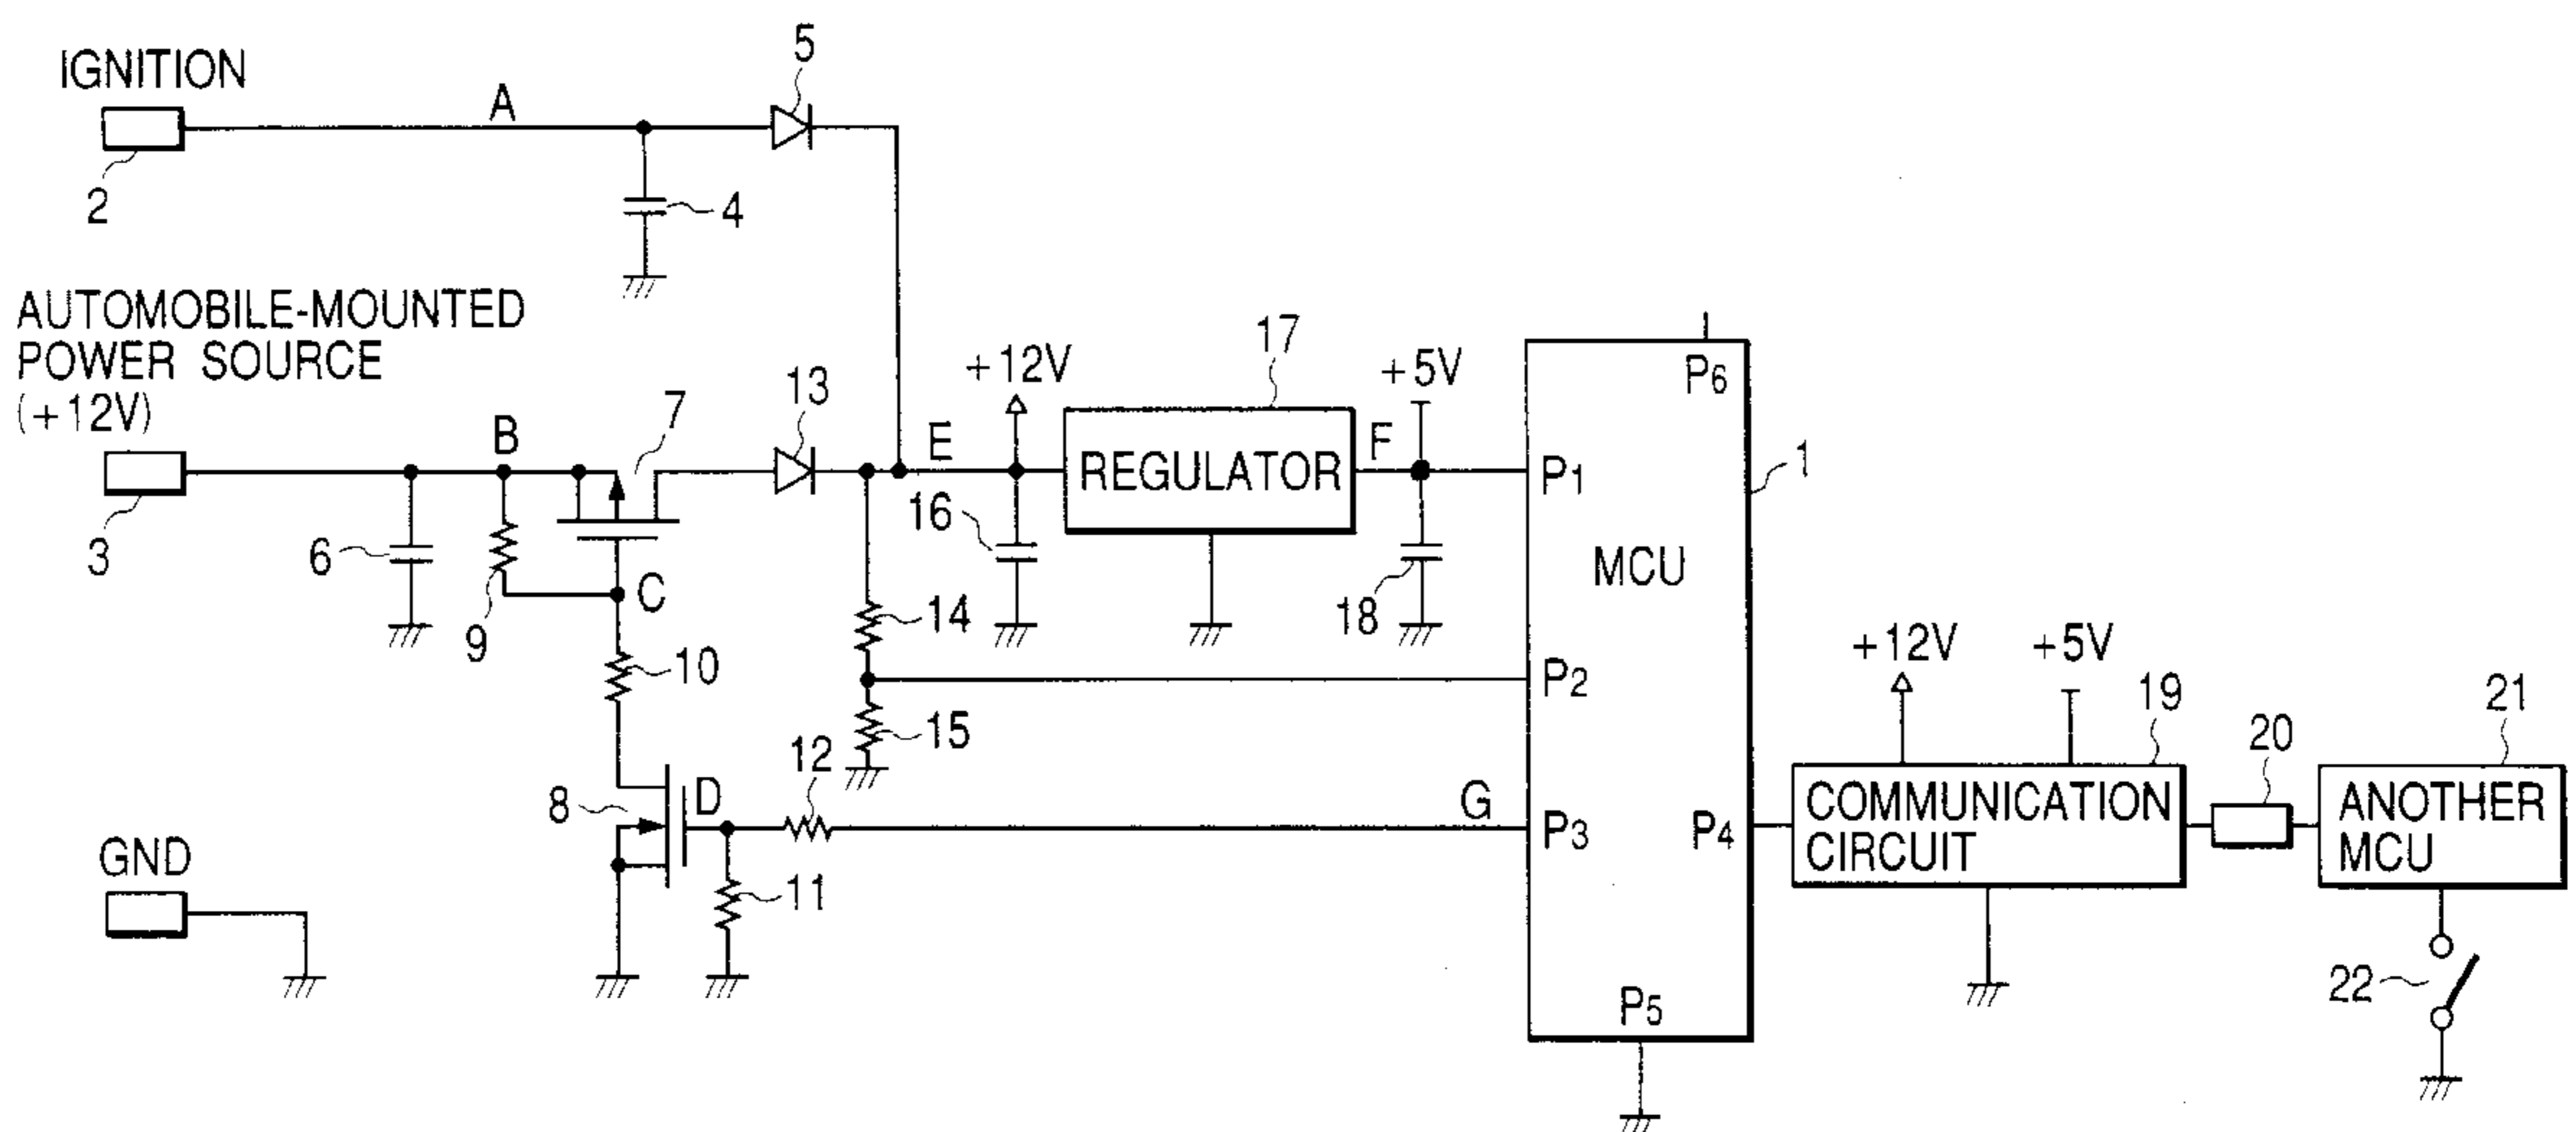 IGNITION
2
A
4
5
AUTOMOBILE-MOUNTED
POWER SOURCE
(+12V)
3
B
6
7
9
C
10
13
E
+12V
16
17
REGULATOR
F
+5V
18
14
15
12
8
D
11
G
GND
P6
P1
1
MCU
P2
P3
P4
P5
+12V
+5V
19
COMMUNICATION
CIRCUIT
20
21
ANOTHER
MCU
22